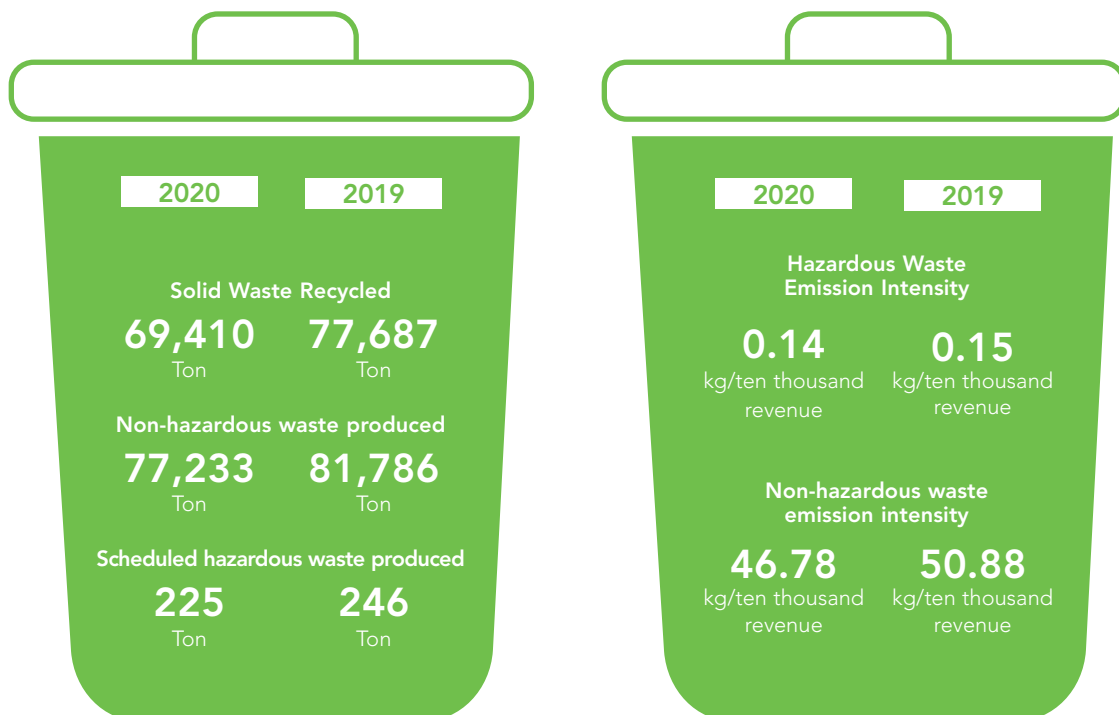 2020 2019
Solid Waste Recycled
69,410 77,687
Ton Ton
Non-hazardous waste produced
77,233 81,786
Ton Ton
Scheduled hazardous waste produced
225 246
Ton Ton
2020 2019
Hazardous Waste
Emission Intensity
0.14 0.15
kg/ten thousand kg/ten thousand
revenue revenue
Non-hazardous waste
emission intensity
46.78 50.88
kg/ten thousand kg/ten thousand
revenue revenue